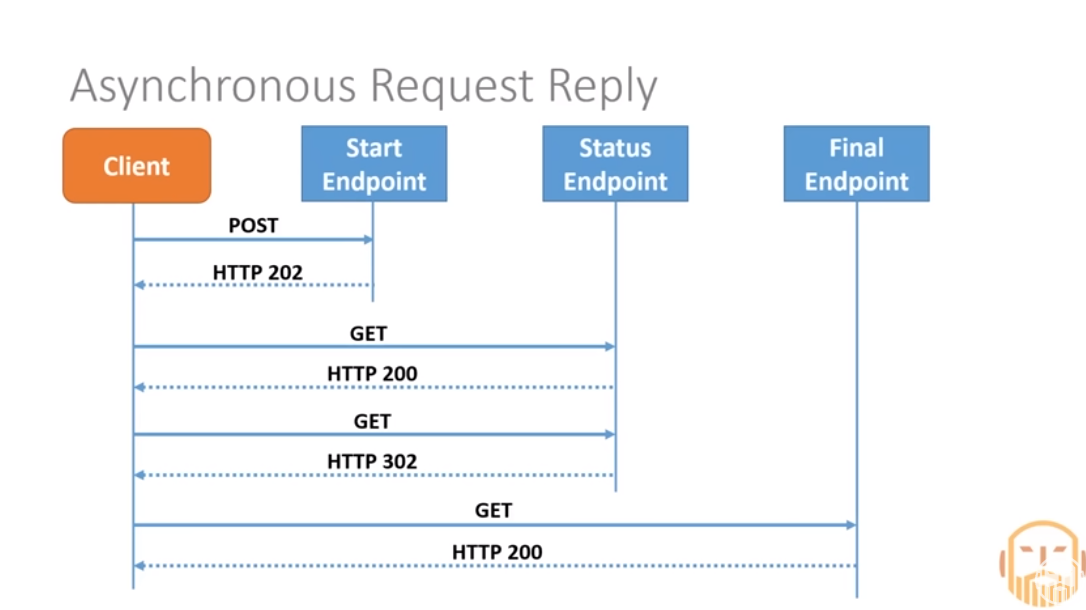 Asynchronous Request Reply
Client
Start
Endpoint
Status
Endpoint
Final
Endpoint
POST
HTTP 202
GET
HTTP 200
GET
HTTP 302
GET
HTTP 200